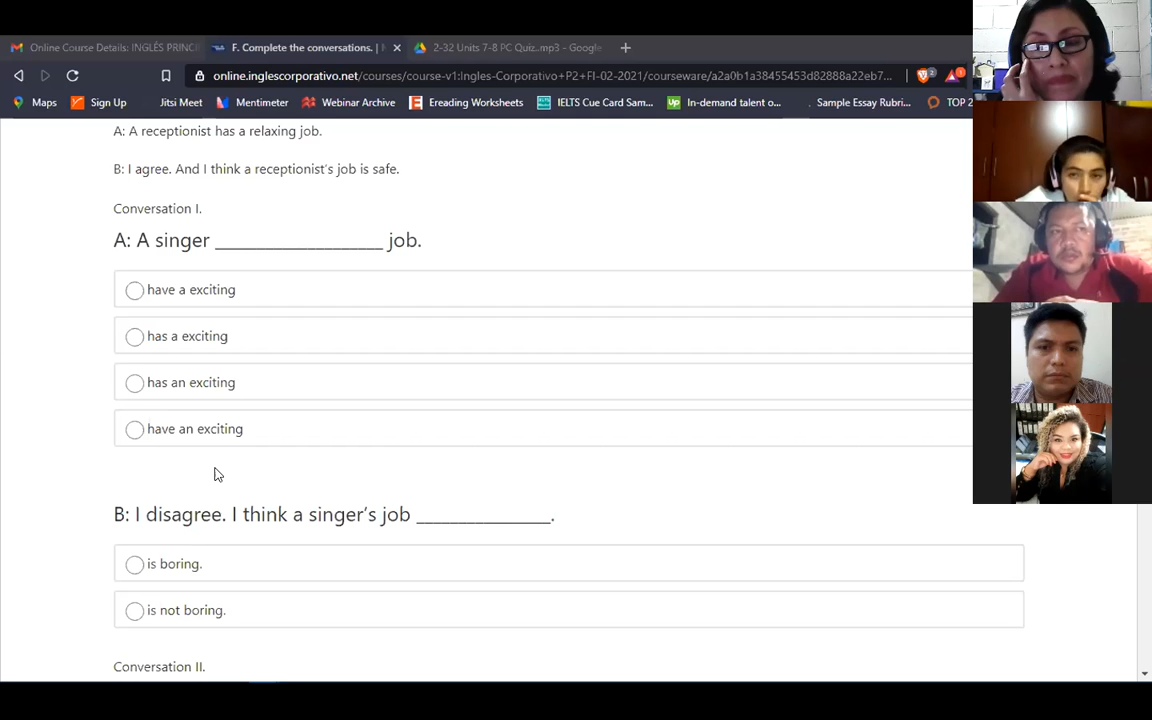 Online Course Details: INGLÉS PRINC
F. Complete the conversations. |
2-32 Units 7-8 PC Quiz..mp3 - Google
online.inglescorporativo.net/courses/course-v1:Ingles-Corporativo+P2+FI-02-2021/courseware/a2a0b1a38455453d82888a22eb7...
Maps
Sign Up
Jitsi Meet
Mentimeter
Webinar Archive
Ereading Worksheets
IELTS Cue Card Sam...
In-demand talent o...
Sample Essay Rubri...
TOP 2
A: A receptionist has a relaxing job.
B: I agree. And I think a receptionist's job is safe.
Conversation I.
A: A singer ___________________ job.
have a exciting
has a exciting
has an exciting
have an exciting
B: I disagree. I think a singer's job _______________.
is boring.
is not boring.
Conversation II.